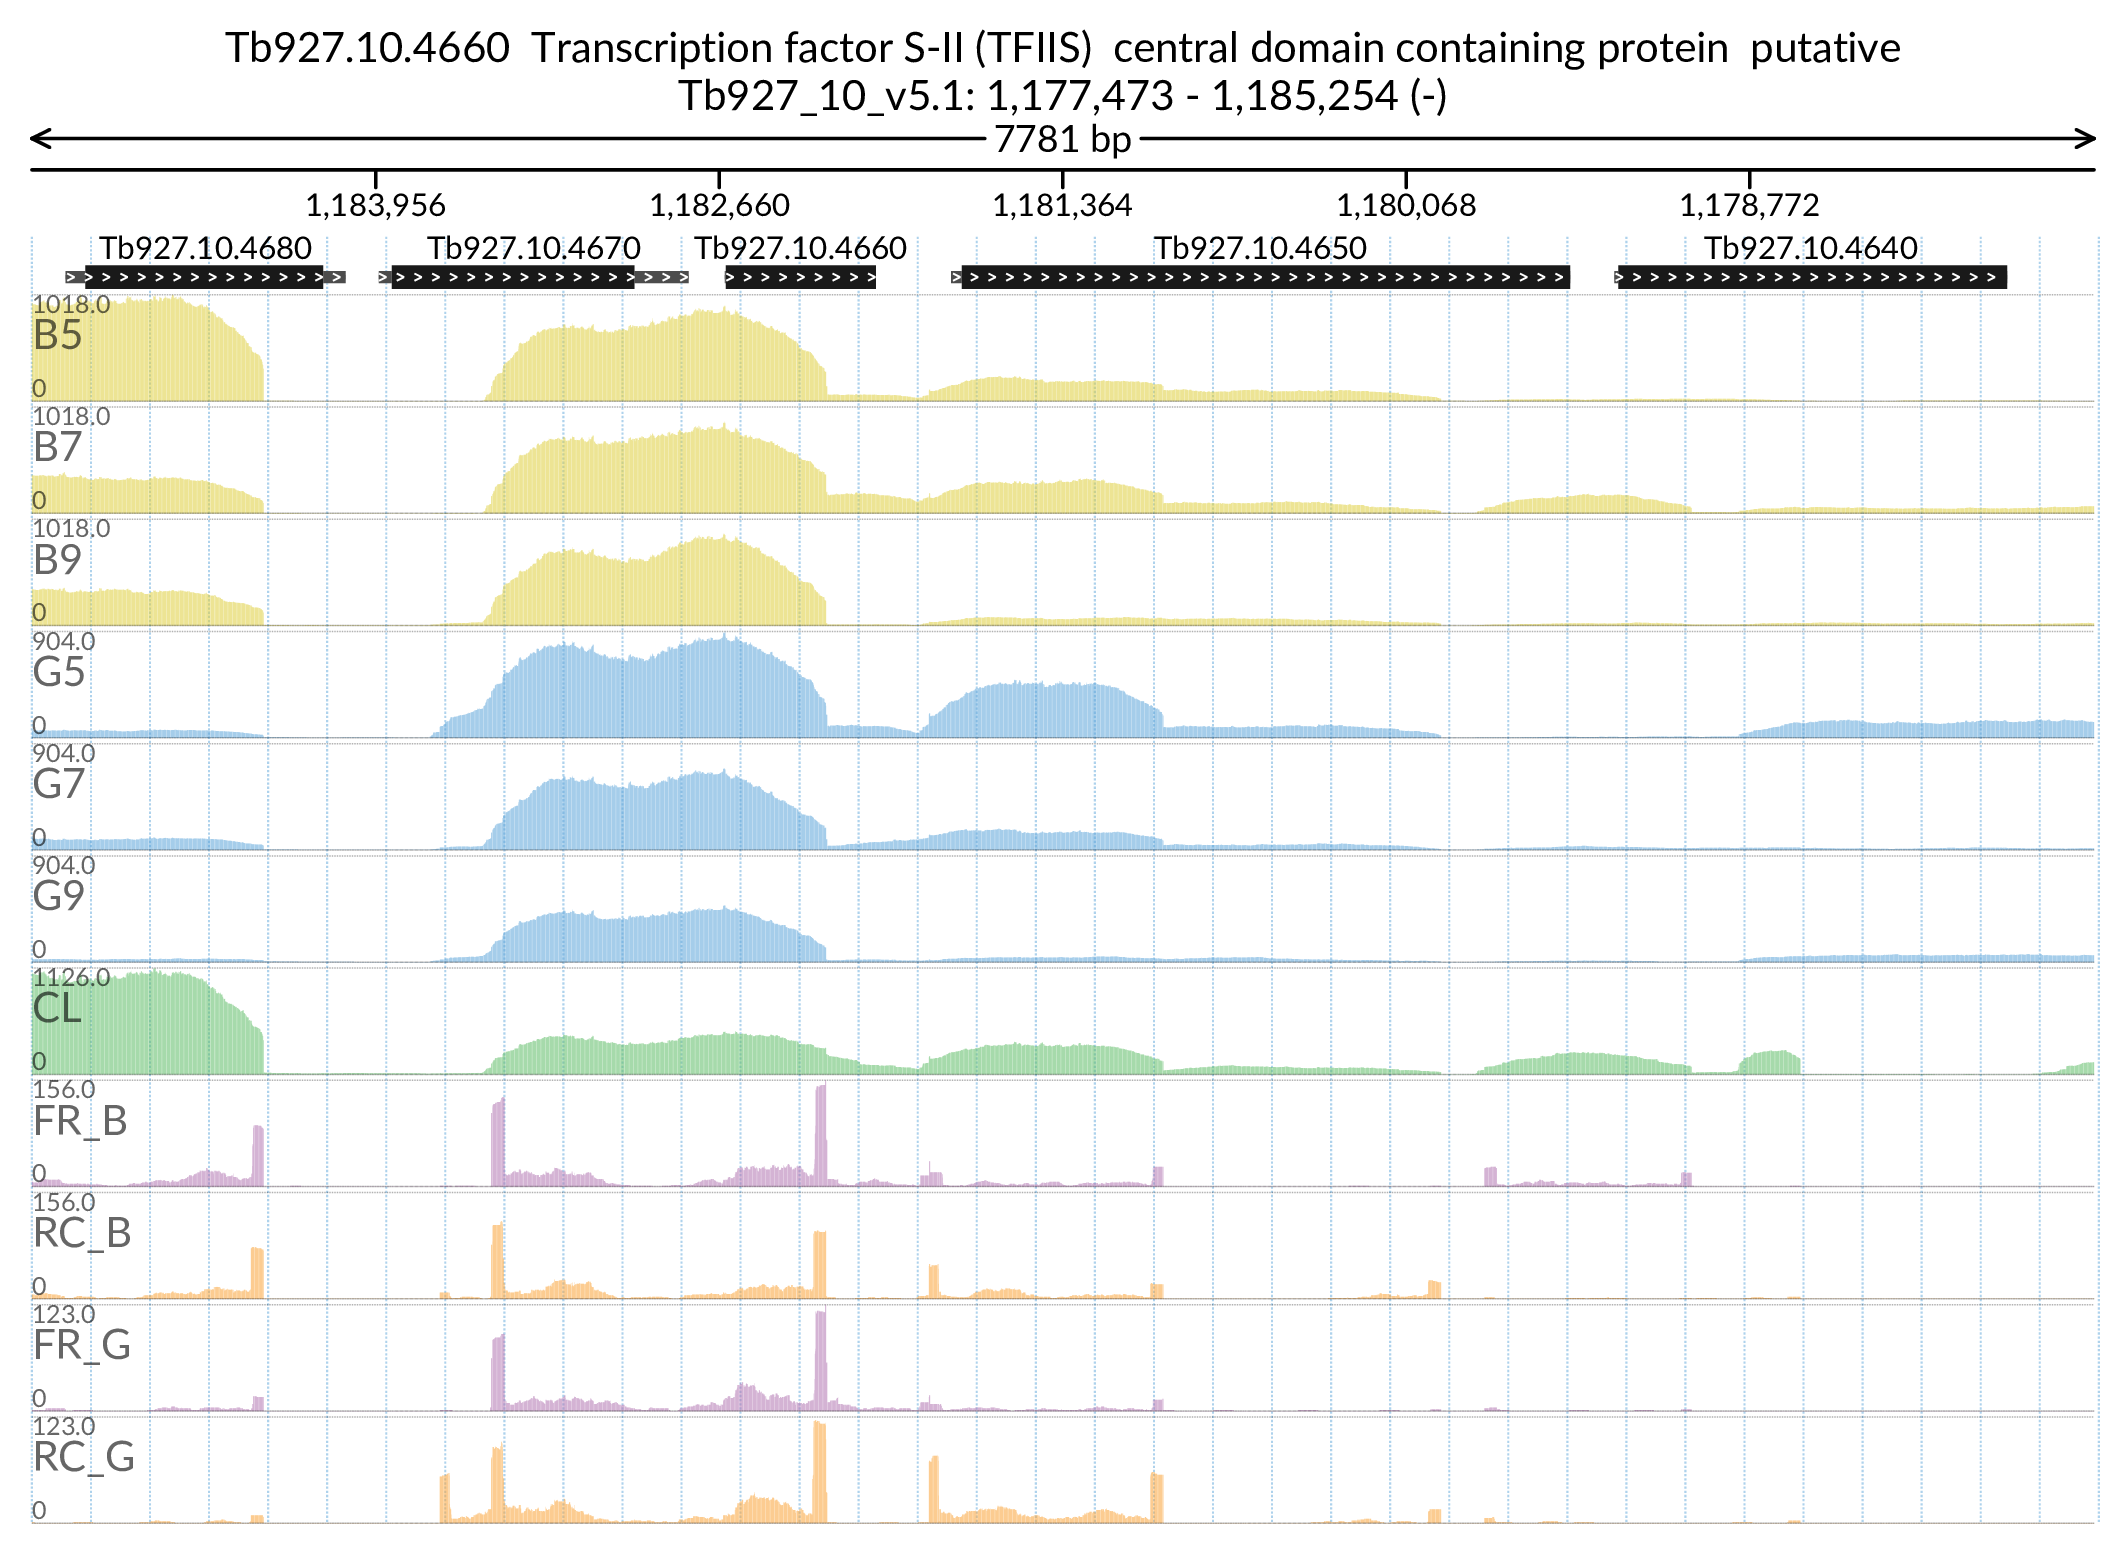 Tb927.10.4660  Transcription factor S-II (TFIIS)  central domain containing protein  putative
Tb927_10_v5.1: 1,177,473 - 1,185,254 (-)
7781 bp
1,183,956 1,182,660 1,181,364 1,180,068 1,178,772
Tb927.10.4680 Tb927.10.4670 Tb927.10.4660 Tb927.10.4650 Tb927.10.4640
1018.0
B5
0
1018.0
B7
0
1018.0
B9
0
904.0
G5
0
904.0
G7
0
904.0
G9
0
1126.0
CL
0
156.0
FR_B
0
156.0
RC_B
0
123.0
FR_G
0
123.0
RC_G
0